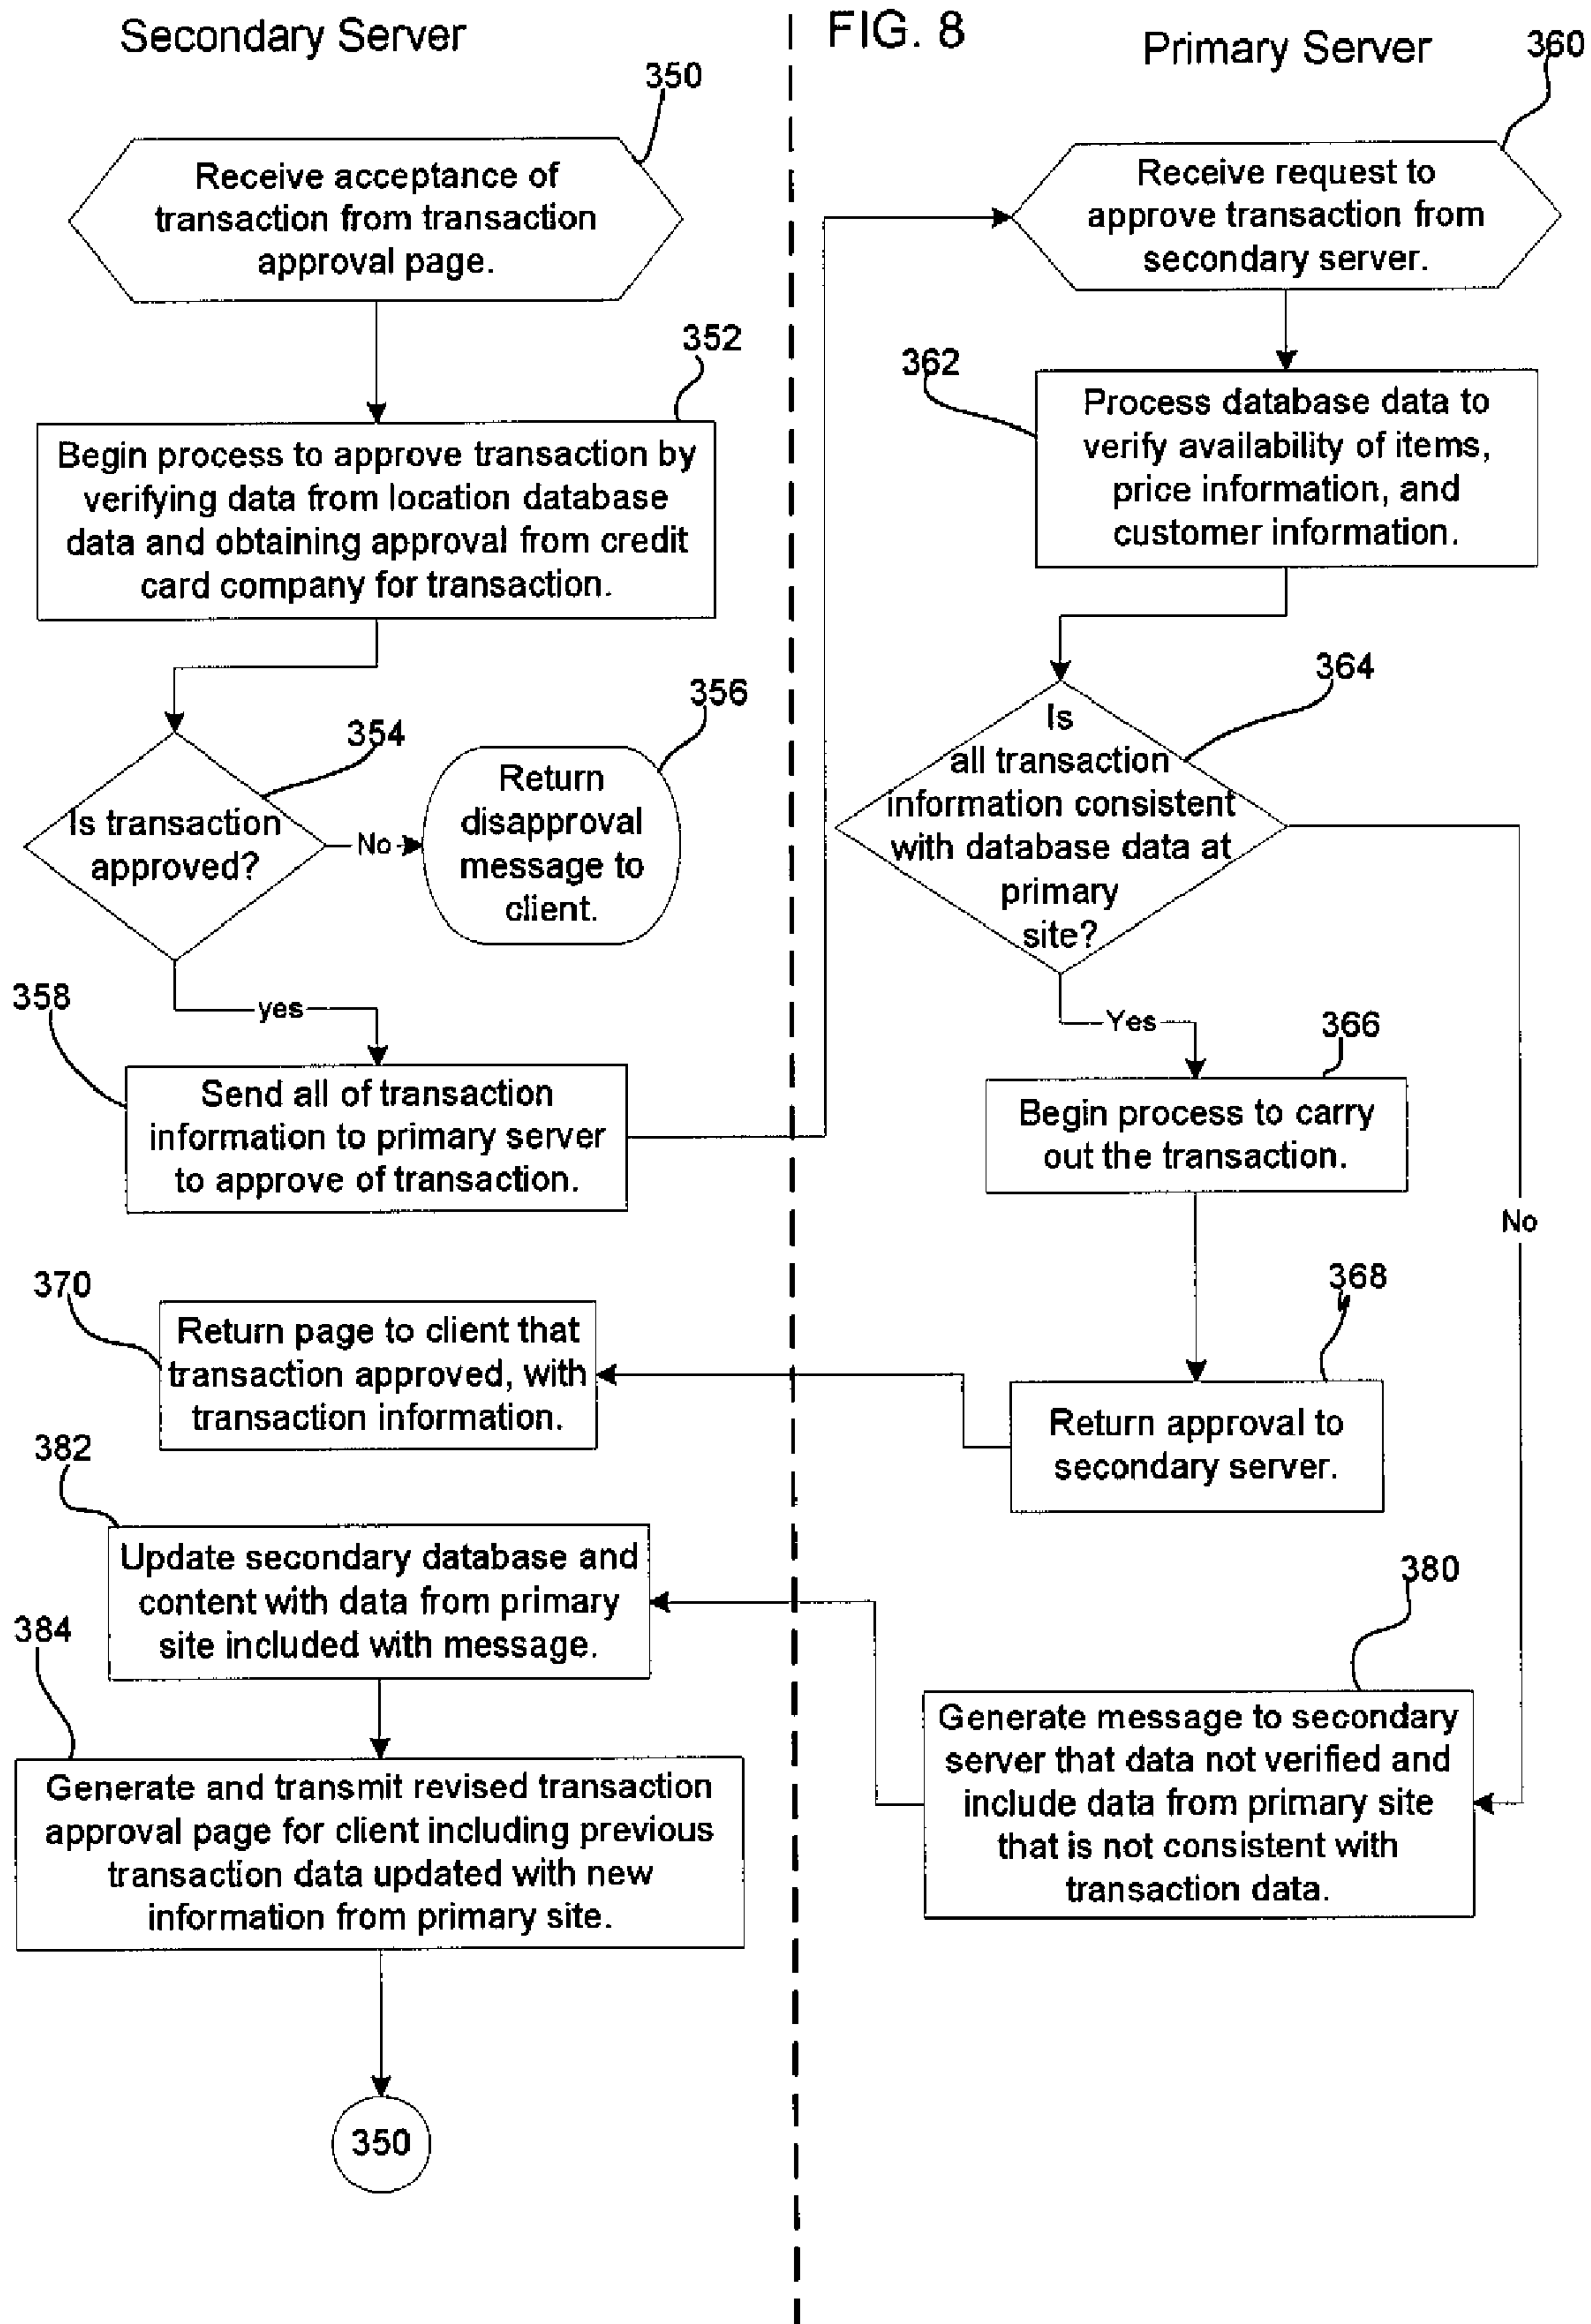 Secondary Server
FIG. 8
Primary Server
350
Receive acceptance of
transaction from transaction
approval page.
352
Begin process to approve transaction by
verifying data from location database
data and obtaining approval from credit
card company for transaction.
354
Is transaction
approved?
No
356
Return
disapproval
message to
client.
yes
358
Send all of transaction
information to primary server
to approve of transaction.
360
Receive request to
approve transaction from
secondary server.
362
Process database data to
verify availability of items,
price information, and
customer information.
364
Is
all transaction
information consistent
with database data at
primary
site?
Yes
No
366
Begin process to carry
out the transaction.
368
Return approval to
secondary server.
370
Return page to client that
transaction approved, with
transaction information.
380
Generate message to secondary
server that data not verified and
include data from primary site
that is not consistent with
transaction data.
382
Update secondary database and
content with data from primary
site included with message.
384
Generate and transmit revised transaction
approval page for client including previous
transaction data updated with new
information from primary site.
350